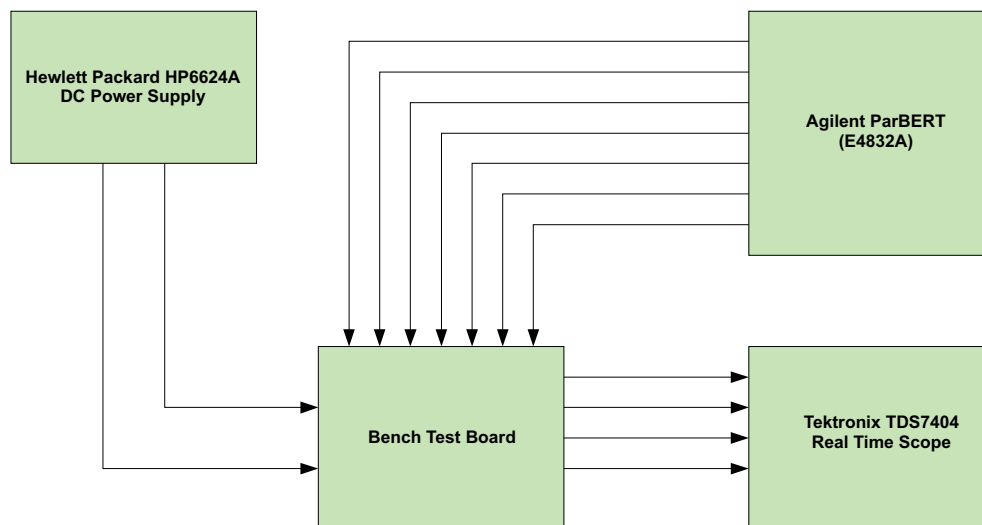 Hewlett Packard HP6624A
DC Power Supply
Agilent ParBERT
(E4832A)
Bench Test Board
Tektronix TDS7404
Real Time Scope